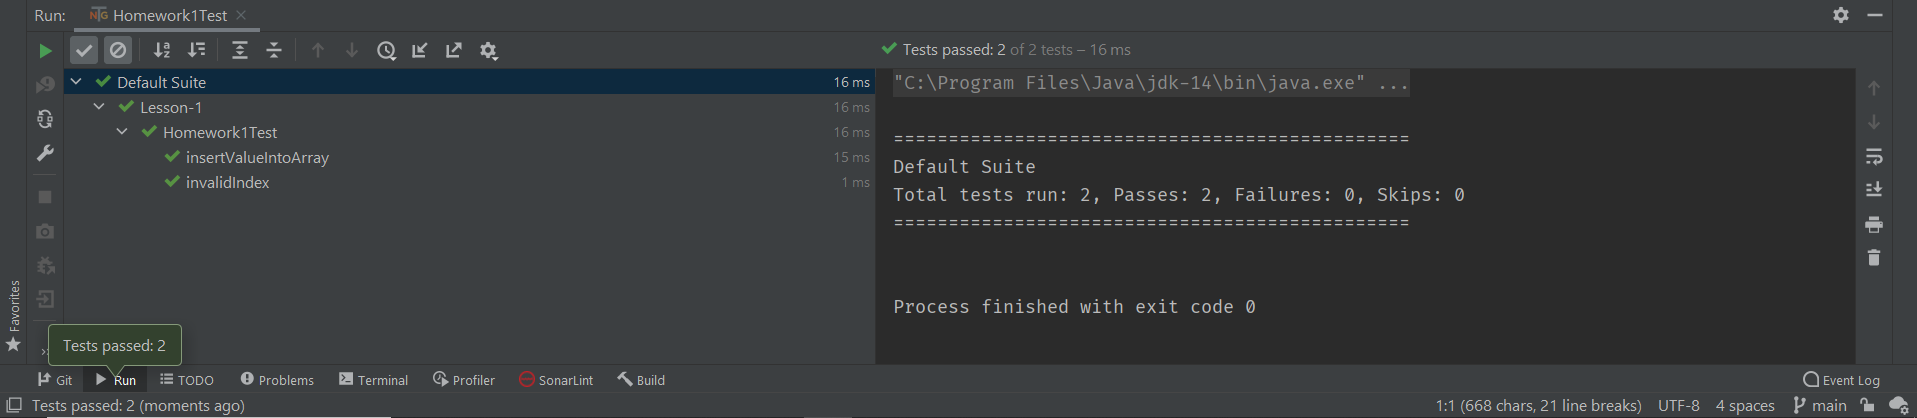 Run: Homework1Test
Tests passed: 2 of 2 tests – 16 ms
Default Suite 16 ms
Lesson-1 16 ms
Homework1Test 16 ms
insertValueIntoArray 15 ms
invalidIndex 1 ms
"C:\Program Files\Java\jdk-14\bin\java.exe" ...
===============================================
Default Suite
Total tests run: 2, Passes: 2, Failures: 0, Skips: 0
===============================================
Process finished with exit code 0
Favorites
Tests passed: 2
Git Run TODO Problems Terminal Profiler SonarLint Build Event Log
Tests passed: 2 (moments ago) 1:1 (668 chars, 21 line breaks) UTF-8 4 spaces main